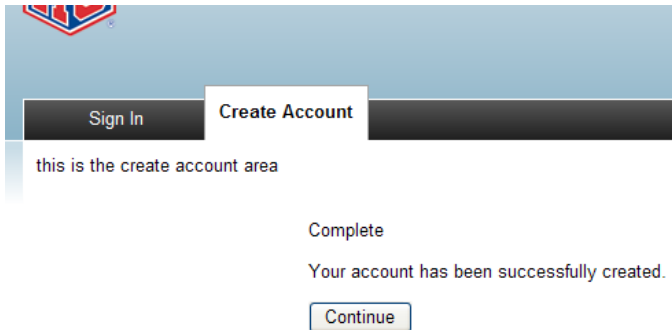 Sign In
Create Account
this is the create account area
Complete
Your account has been successfully created.
Continue